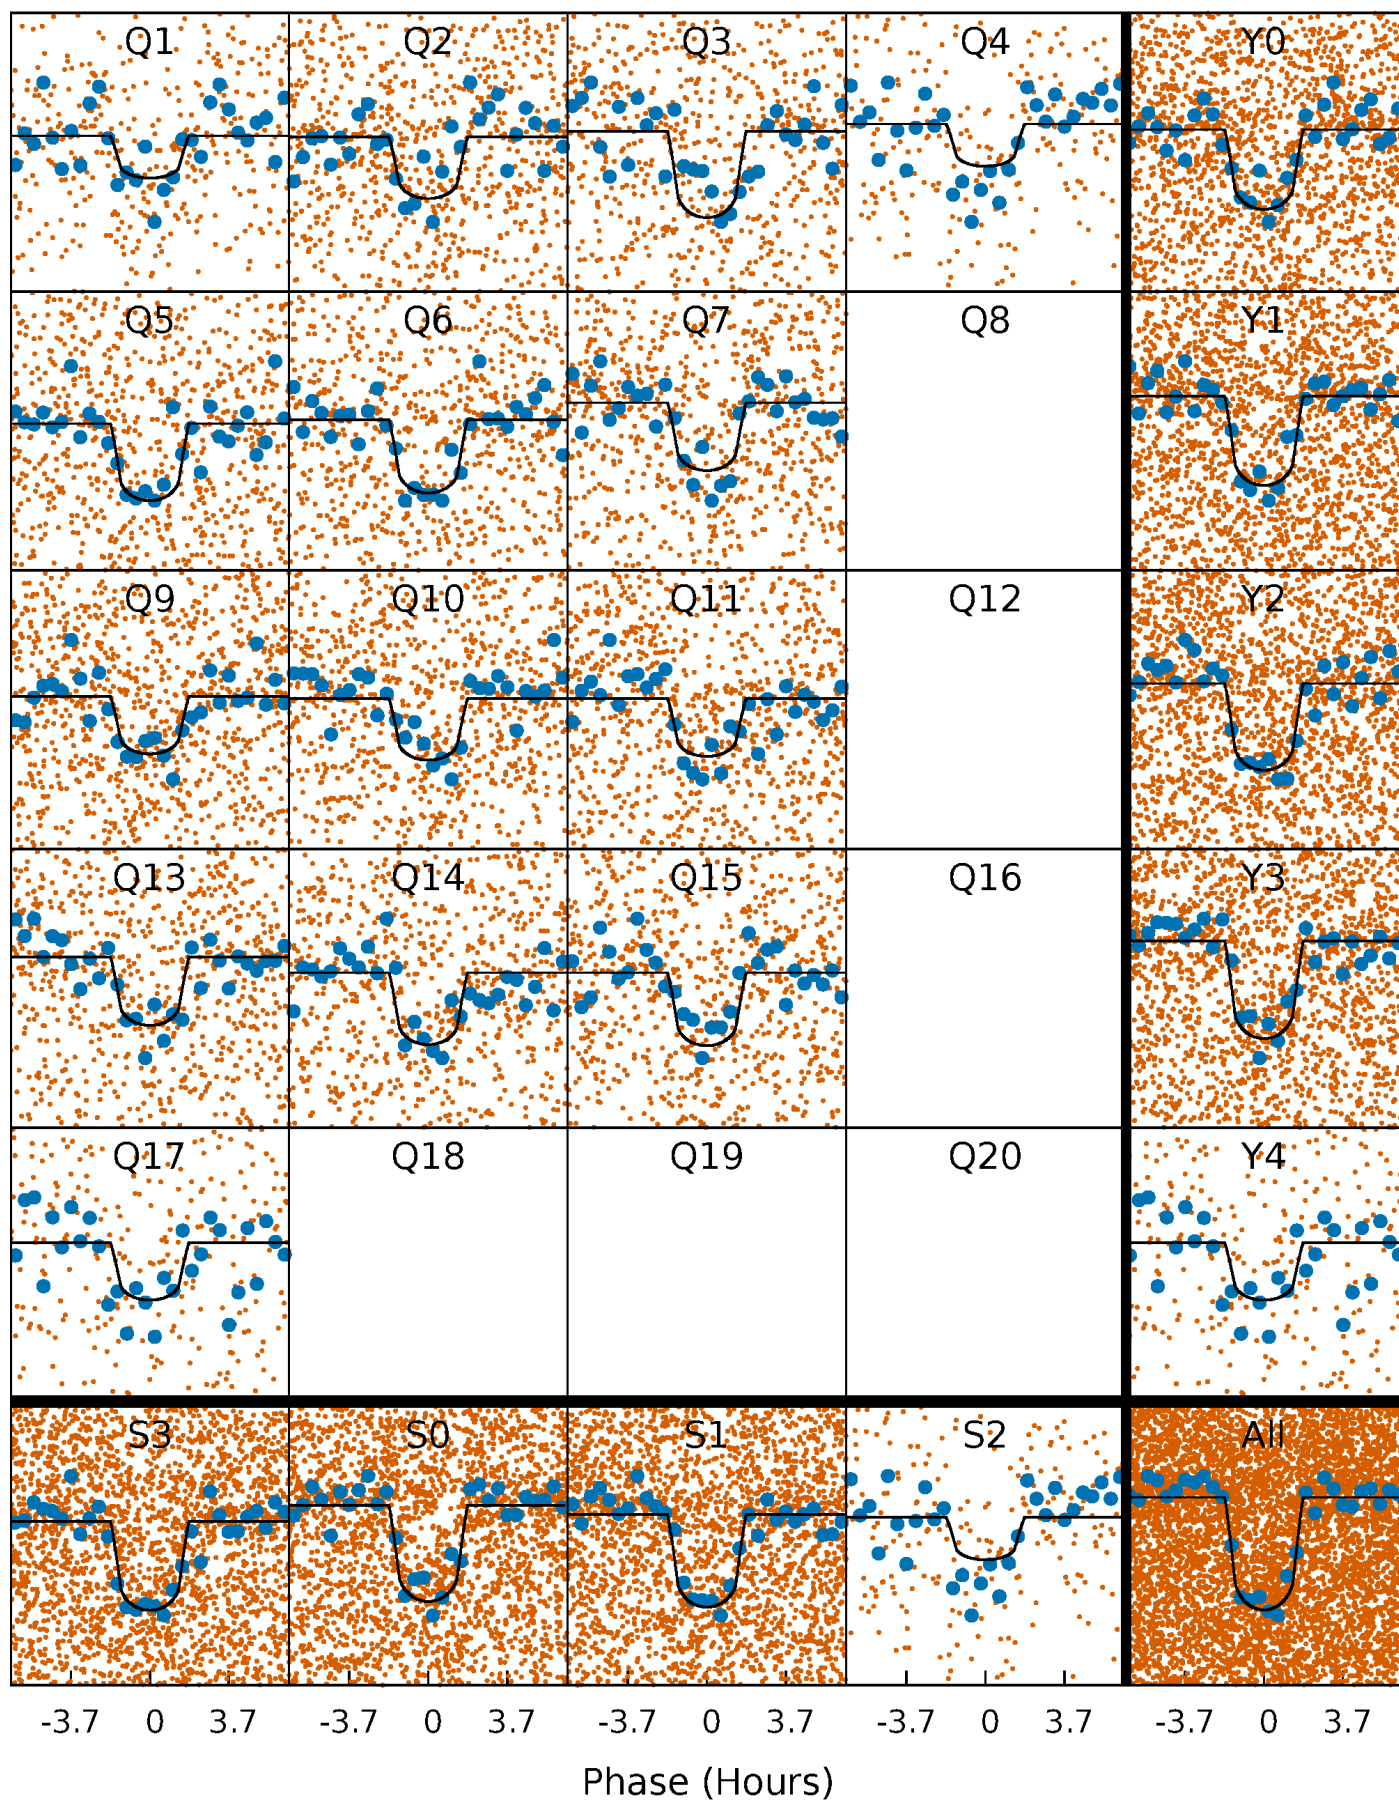 Q1 Q2 Q3 Q4 Y0
Q5 Q6 Q7 Q8 Y1
Q9 Q10 Q11 Q12 Y2
Q13 Q14 Q15 Q16 Y3
Q17 Q18 Q19 Q20 Y4
S3 S0 S1 S2 All
-3.7 0 3.7 -3.7 0 3.7 -3.7 0 3.7 -3.7 0 3.7 -3.7 0 3.7
Phase (Hours)